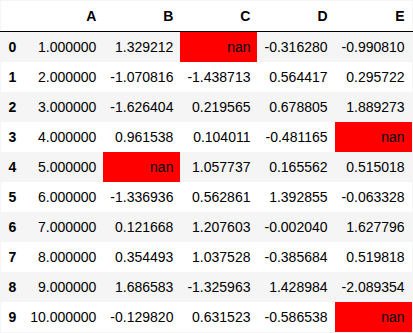 A B C D E
0 1.000000 1.329212 nan -0.316280 -0.990810
1 2.000000 -1.070816 -1.438713 0.564417 0.295722
2 3.000000 -1.626404 0.219565 0.678805 1.889273
3 4.000000 0.961538 0.104011 -0.481165 nan
4 5.000000 nan 1.057737 0.165562 0.515018
5 6.000000 -1.336936 0.562861 1.392855 -0.063328
6 7.000000 0.121668 1.207603 -0.002040 1.627796
7 8.000000 0.354493 1.037528 -0.385684 0.519818
8 9.000000 1.686583 -1.325963 1.428984 -2.089354
9 10.000000 -0.129820 0.631523 -0.586538 nan